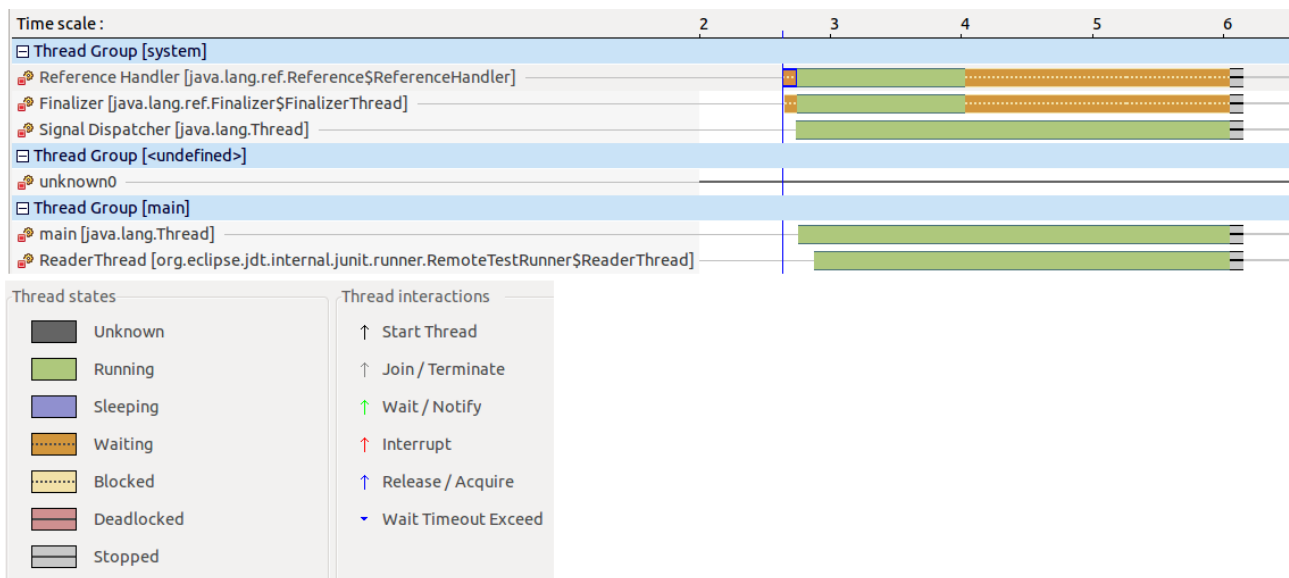 Time scale : 2 3 4 5 6
Thread Group [system]
Reference Handler [java.lang.ref.Reference$ReferenceHandler]
Finalizer [java.lang.ref.Finalizer$FinalizerThread]
Signal Dispatcher [java.lang.Thread]
Thread Group [<undefined>]
unknown0
Thread Group [main]
main [java.lang.Thread]
ReaderThread [org.eclipse.jdt.internal.junit.runner.RemoteTestRunner$ReaderThread]
Thread states
Unknown
Running
Sleeping
Waiting
Blocked
Deadlocked
Stopped
Thread interactions
Start Thread
Join / Terminate
Wait / Notify
Interrupt
Release / Acquire
Wait Timeout Exceed